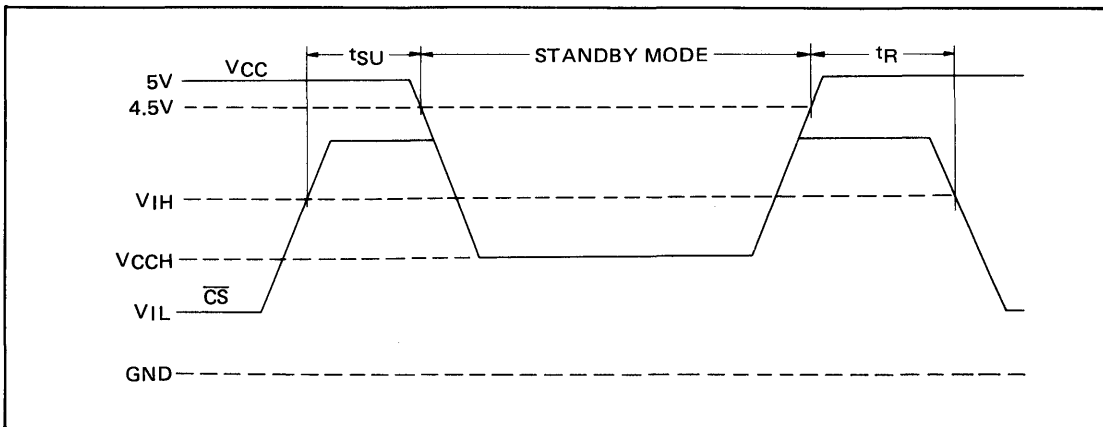 tSU
STANDBY MODE
tR
VCC
5V
4.5V
VIH
VCCH
CS
VIL
GND